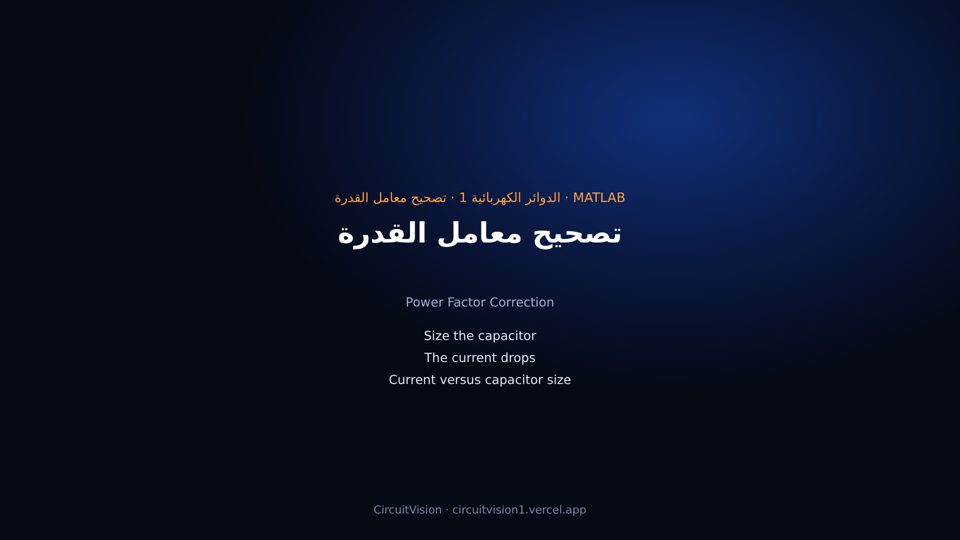 MATLAB · الدوائر الكهربائية 1 · تصحيح معامل القدرة
تصحيح معامل القدرة
Power Factor Correction
Size the capacitor
The current drops
Current versus capacitor size
CircuitVision · circuitvision1.vercel.app